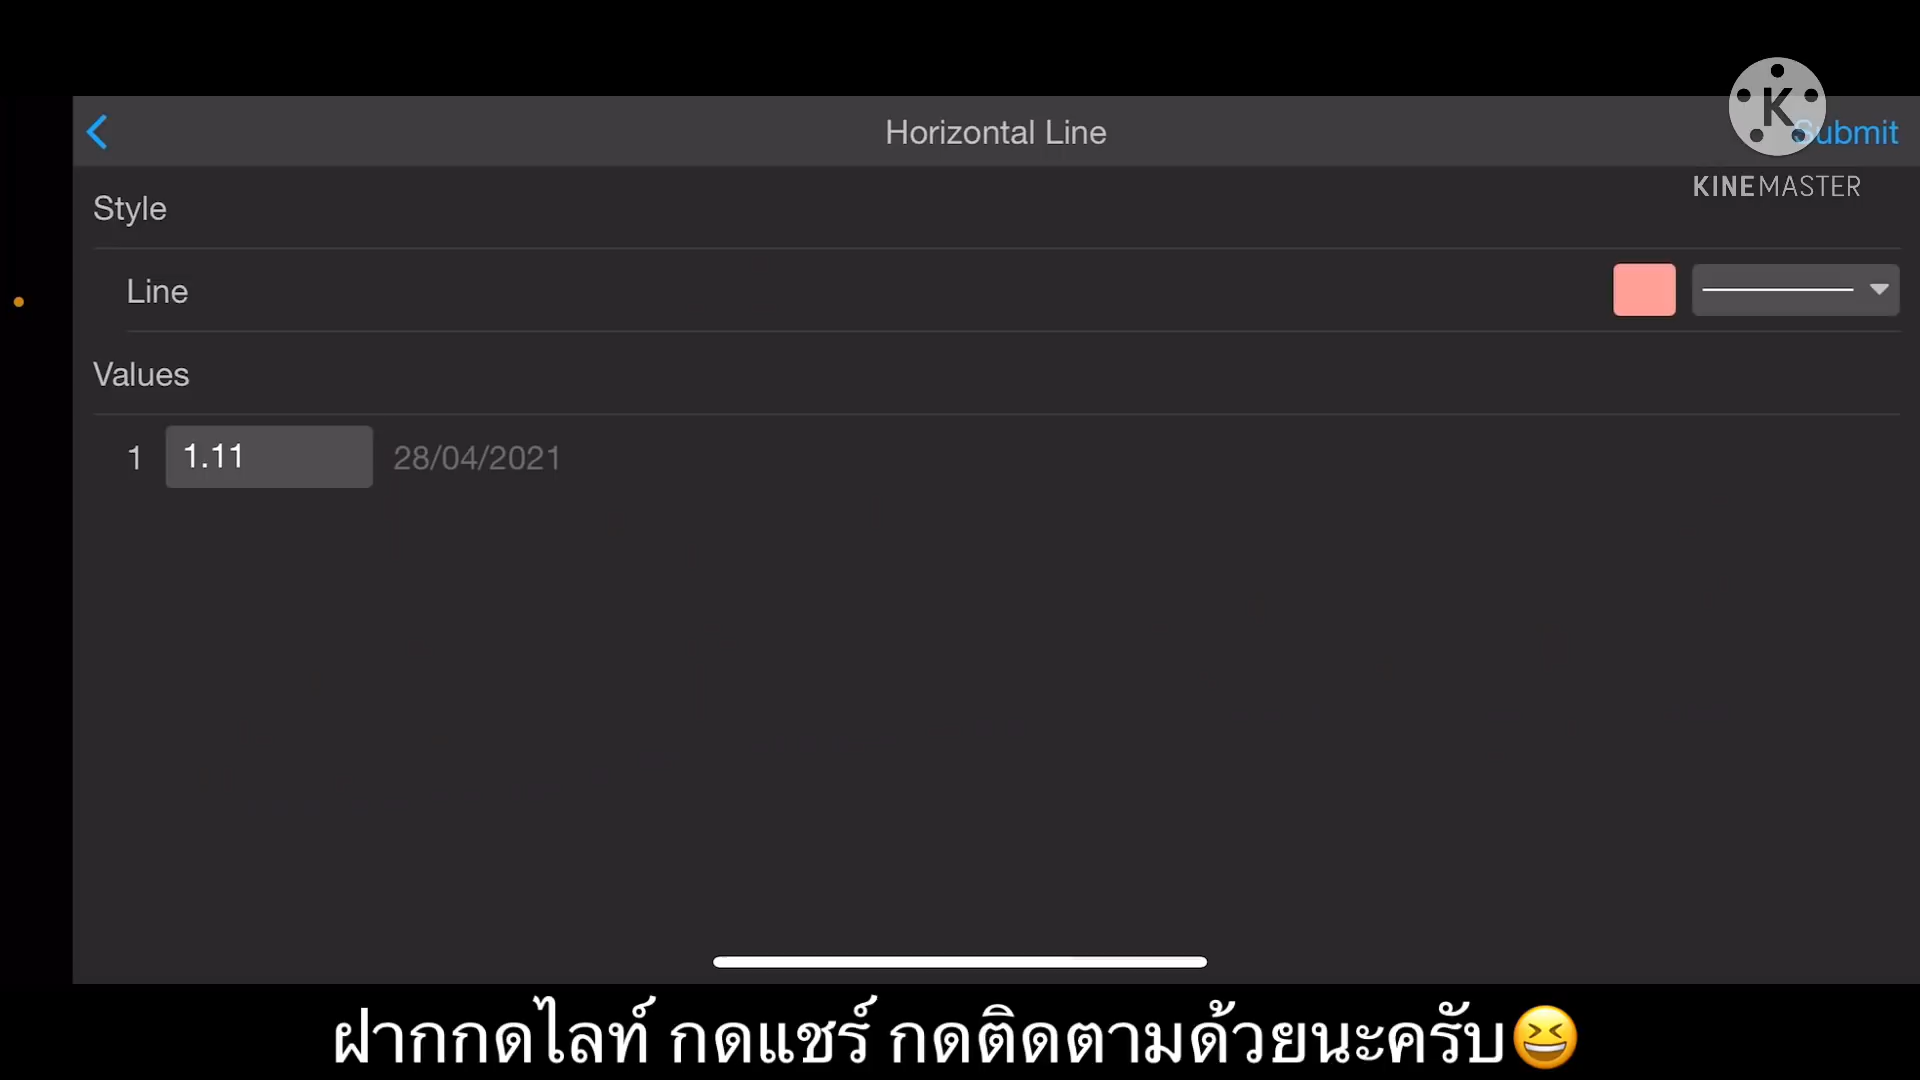 Horizontal Line
Submit
K
KINEMASTER
Style
Line
Values
1 1.11 28/04/2021
ฝากกดไลท์ กดแชร์ กดติดตามด้วยนะครับ😆